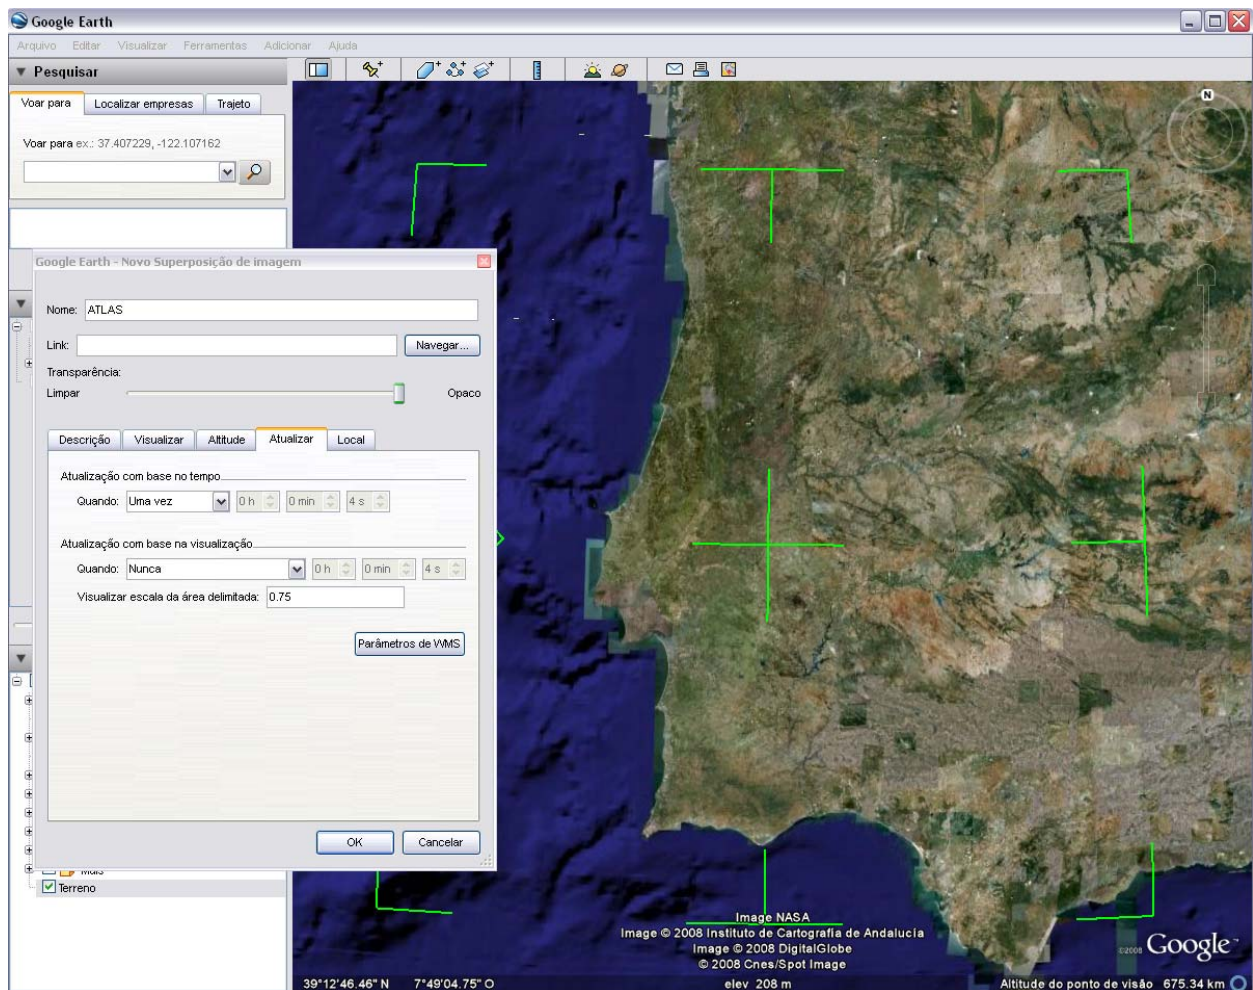 Google Earth
Arquivo Editar Visualizar Ferramentas Adicionar Ajuda
Pesquisar
Voar para Localizar empresas Trajeto
Voar para ex.: 37.407229, -122.107162
N
Google Earth - Novo Superposição de imagem
Nome: ATLAS
Link: Navegar...
Transparência:
Limpar Opaco
Descrição Visualizar Altitude Atualizar Local
Atualização com base no tempo
Quando: Uma vez 0 h 0 min 4 s
Atualização com base na visualização
Quando: Nunca 0 h 0 min 4 s
Visualizar escala da área delimitada: 0.75
Parâmetros de WMS
OK Cancelar
Mais
Terreno
Image NASA
Image © 2008 Instituto de Cartografía de Andalucía
Image © 2008 DigitalGlobe
© 2008 Cnes/Spot Image
©2008 Google
39°12'46.46" N 7°49'04.75" O elev 208 m Altitude do ponto de visão 675.34 km